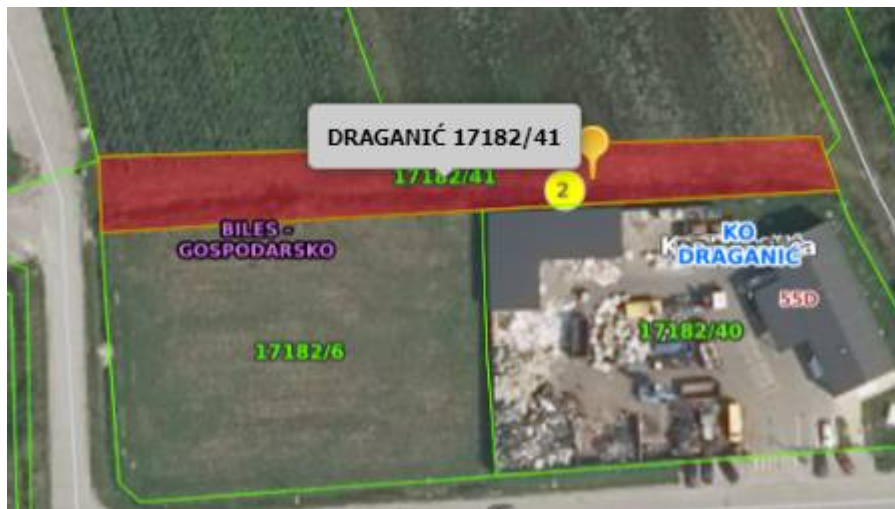 DRAGANIĆ 17182/41
17182/41
2
BILES -
GOSPODARSKO
KO
DRAGANIĆ
55D
17182/6
17182/40